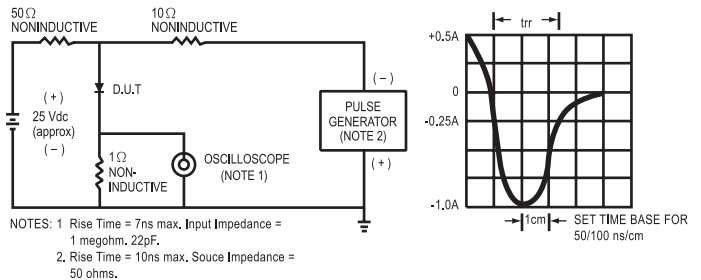 50Ω
NONINDUCTIVE
10Ω
NONINDUCTIVE
(+)
25 Vdc
(approx)
(−)
D.U.T
1Ω
NON-
INDUCTIVE
OSCILLOSCOPE
(NOTE 1)
(−)
PULSE
GENERATOR
(NOTE 2)
(+)
trr
+0.5A
0
-0.25A
-1.0A
1cm
SET TIME BASE FOR
50/100 ns/cm
NOTES: 1 Rise Time = 7ns max. Input Impedance =
1 megohm. 22pF.
2. Rise Time = 10ns max. Souce Impedance =
50 ohms.